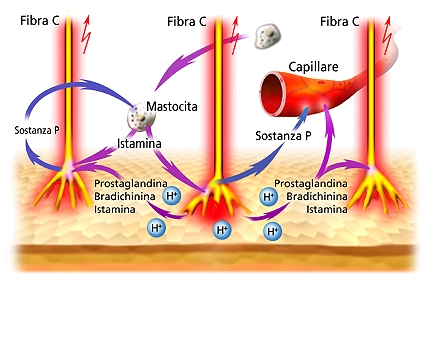 Fibra C
Fibra C
Fibra C
Capillare
Mastocita
Sostanza P
Istamina
Sostanza P
Prostaglandina
Bradichinina
Istamina
Prostaglandina
Bradichinina
Istamina
H+
H+
H+
H+
H+
H+